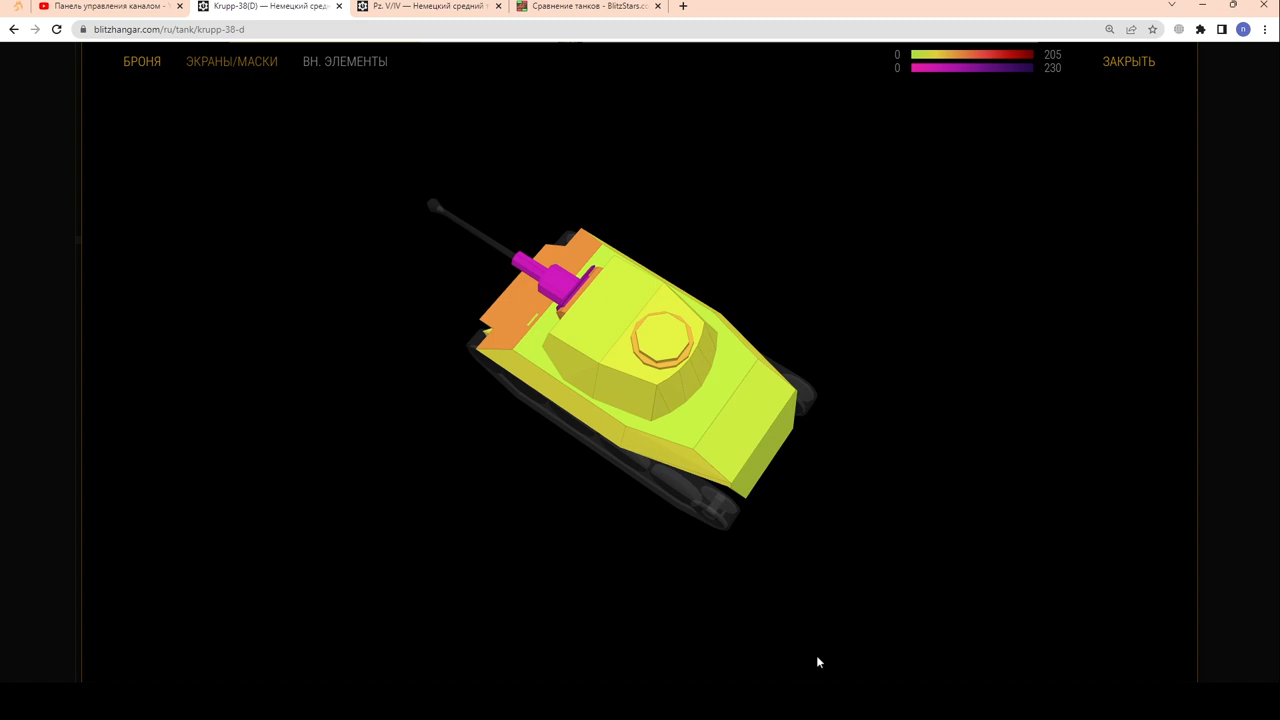 Панель управления каналом -
Krupp-38(D) — Немецкий сред
Pz. V/IV — Немецкий средний т
Сравнение танков - BlitzStars.co
blitzhangar.com/ru/tank/krupp-38-d
п
БРОНЯ
ЭКРАНЫ/МАСКИ
ВН. ЭЛЕМЕНТЫ
0 205
0 230
ЗАКРЫТЬ